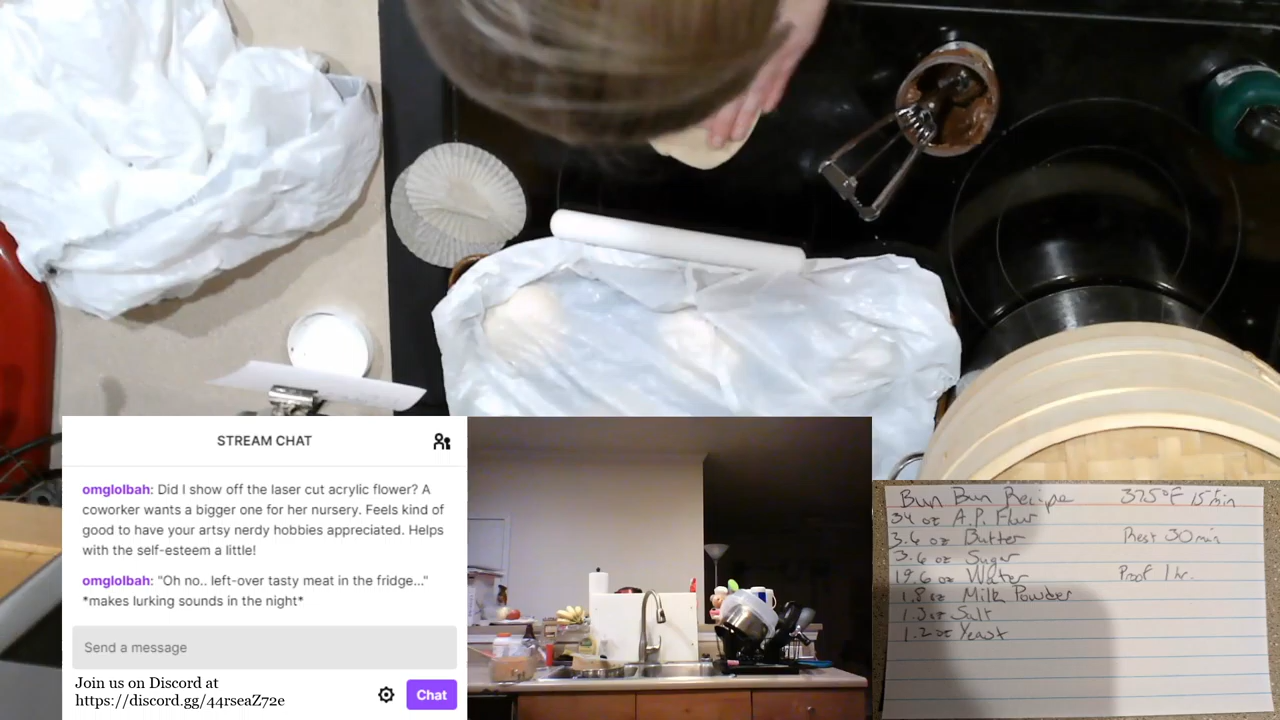 STREAM CHAT
omglolbah: Did I show off the laser cut acrylic flower? A
coworker wants a bigger one for her nursery. Feels kind of
good to have your artsy nerdy hobbies appreciated. Helps
with the self-esteem a little!
omglolbah: "Oh no.. left-over tasty meat in the fridge..."
*makes lurking sounds in the night*
Send a message
Join us on Discord at
https://discord.gg/44rseaZ72e
Chat
Bun Bun Recipe 375°F 15 min
34 oz A.P. Flour
3.6 oz Butter Rest 30 min
3.6 oz Sugar
19.6 oz Water Proof 1 hr.
1.8 oz Milk Powder
Salt
1.2 oz Yeast